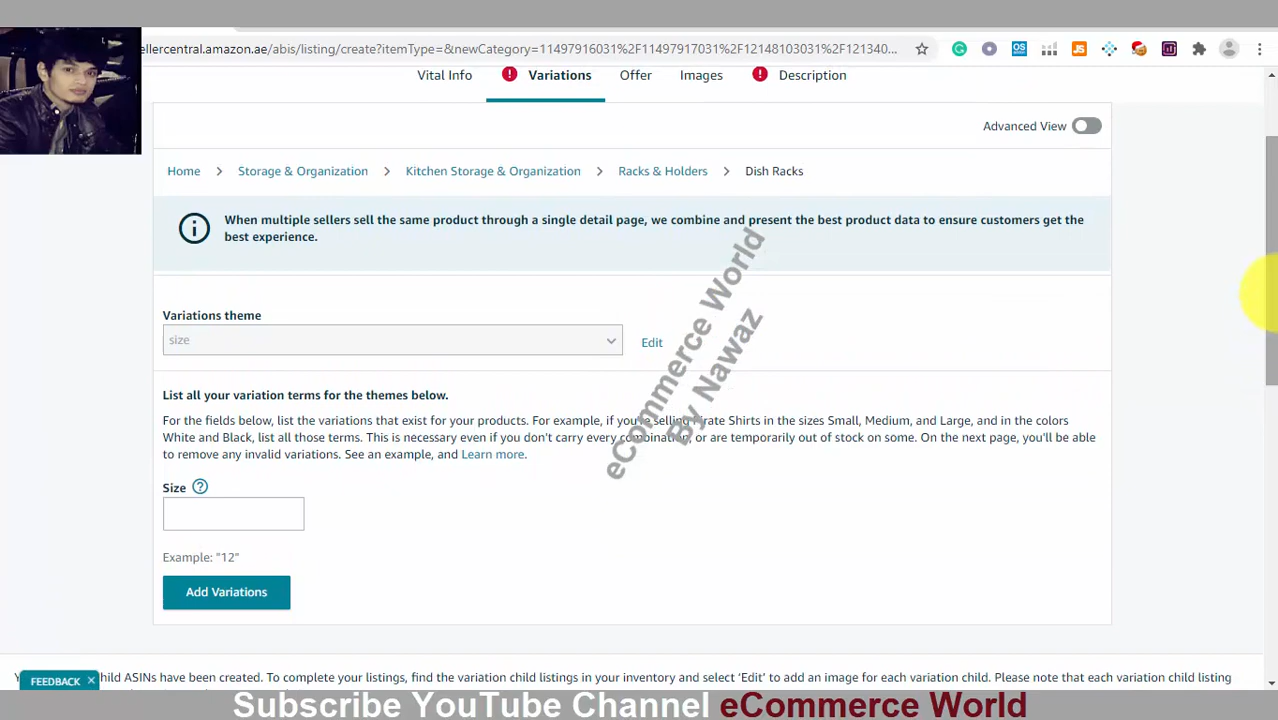 ellercentral.amazon.ae/abis/listing/create?itemType=&newCategory=11497916031%2F11497917031%2F12148103031%2F121340...
Vital Info
Variations
Offer
Images
Description
Advanced View
Home > Storage & Organization > Kitchen Storage & Organization > Racks & Holders > Dish Racks
When multiple sellers sell the same product through a single detail page, we combine and present the best product data to ensure customers get the
best experience.
Variations theme
size
Edit
List all your variation terms for the themes below.
For the fields below, list the variations that exist for your products. For example, if you're selling Pirate Shirts in the sizes Small, Medium, and Large, and in the colors
White and Black, list all those terms. This is necessary even if you don't carry every combination, or are temporarily out of stock on some. On the next page, you'll be able
to remove any invalid variations. See an example, and Learn more.
Size
Example: "12"
Add Variations
eCommerce World
By Nawaz
hild ASINs have been created. To complete your listings, find the variation child listings in your inventory and select 'Edit' to add an image for each variation child. Please note that each variation child listing
FEEDBACK
Subscribe YouTube Channel eCommerce World